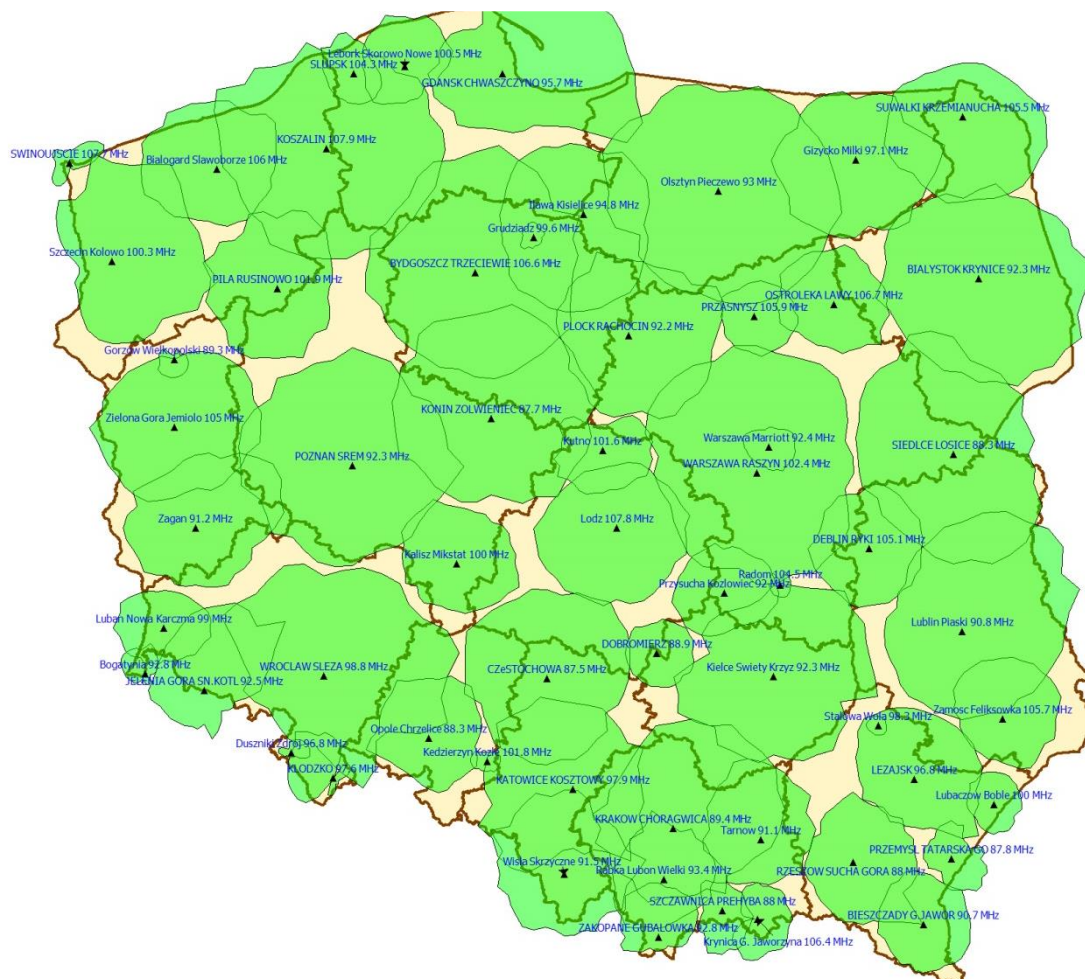 Lebork Skorowo Nowe 100.5 MHz
SLUPSK 104.3 MHz
GDANSK CHWASZCZYNO 95.7 MHz
SUWALKI KRZEMIANUCHA 105.5 MHz
KOSZALIN 107.9 MHz
SWINOUJSCIE 107.7 MHz
Bialogard Slawoborze 106 MHz
Gizycko Milki 97.1 MHz
Olsztyn Pieczewo 93 MHz
Ilawa Kisielice 94.8 MHz
Grudziadz 99.6 MHz
Szczecin Kolowo 100.3 MHz
BYDGOSZCZ TRZECIEWIE 106.6 MHz
BIALYSTOK KRYNICE 92.3 MHz
PILA RUSINOWO 101.9 MHz
OSTROLEKA LAWY 106.7 MHz
PRZASNYSZ 105.9 MHz
PLOCK RACHOCIN 92.2 MHz
Gorzow Wielkopolski 89.3 MHz
KONIN ZOLWIENIEC 87.7 MHz
Zielona Gora Jemiolo 105 MHz
Kutno 101.6 MHz
Warszawa Marriott 92.4 MHz
SIEDLCE LOSICE 88.3 MHz
POZNAN SREM 92.3 MHz
WARSZAWA RASZYN 102.4 MHz
Zagan 91.2 MHz
Lodz 107.8 MHz
DEBLIN RYKI 105.1 MHz
Kalisz Mikstat 100 MHz
Radom 104.5 MHz
Przysucha Kozlowiec 92 MHz
Luban Nowa Karczma 99 MHz
Lublin Piaski 90.8 MHz
DOBROMIERZ 88.9 MHz
Bogatynia 92.8 MHz
WROCLAW SLEZA 98.8 MHz
CZeSTOCHOWA 87.5 MHz
Kielce Swiety Krzyz 92.3 MHz
JELENIA GORA SN.KOTL 92.5 MHz
Zamosc Feliksowka 105.7 MHz
Stalowa Wola 98.3 MHz
Opole Chrzelice 88.3 MHz
Duszniki Zdroj 96.8 MHz
Kedzierzyn Kozle 101.8 MHz
KLODZKO 97.6 MHz
KATOWICE KOSZTOWY 97.9 MHz
LEZAJSK 96.8 MHz
Lubaczow Boble 100 MHz
KRAKOW CHORAGWICA 89.4 MHz
Tarnow 91.1 MHz
PRZEMYSL TATARSKA GO 87.8 MHz
Wisla Skrzyczne 91.5 MHz
Rabka Lubon Wielki 93.4 MHz
RZESKOW SUCHA GORA 88 MHz
SZCZAWNICA PREHYBA 88 MHz
BIESZCZADY G.JAWOR 90.7 MHz
ZAKOPANE GUBALOWKA 92.8 MHz
Krynica G. Jaworzyna 106.4 MHz